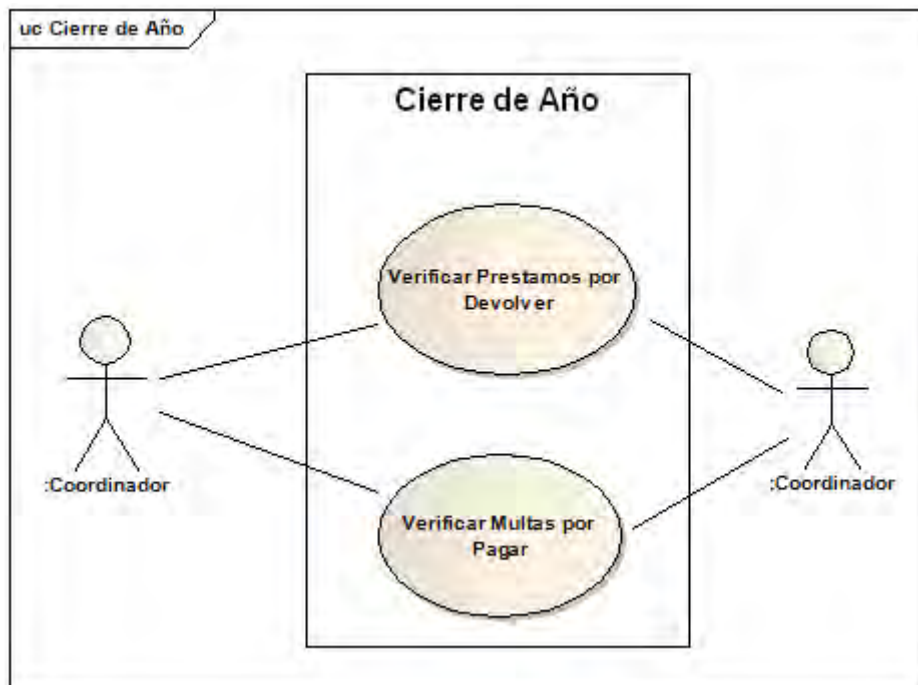 uc Cierre de Año
Cierre de Año
Verificar Prestamos por
Devolver
:Coordinador
:Coordinador
Verificar Multas por
Pagar